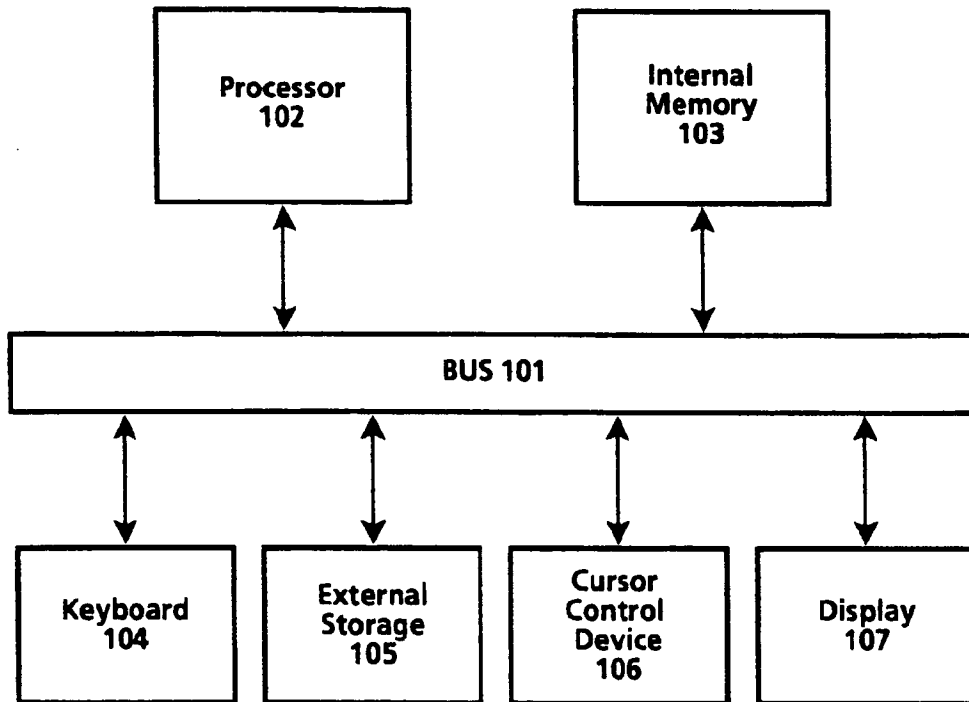 Processor
102
Internal
Memory
103
BUS 101
Keyboard
104
External
Storage
105
Cursor
Control
Device
106
Display
107